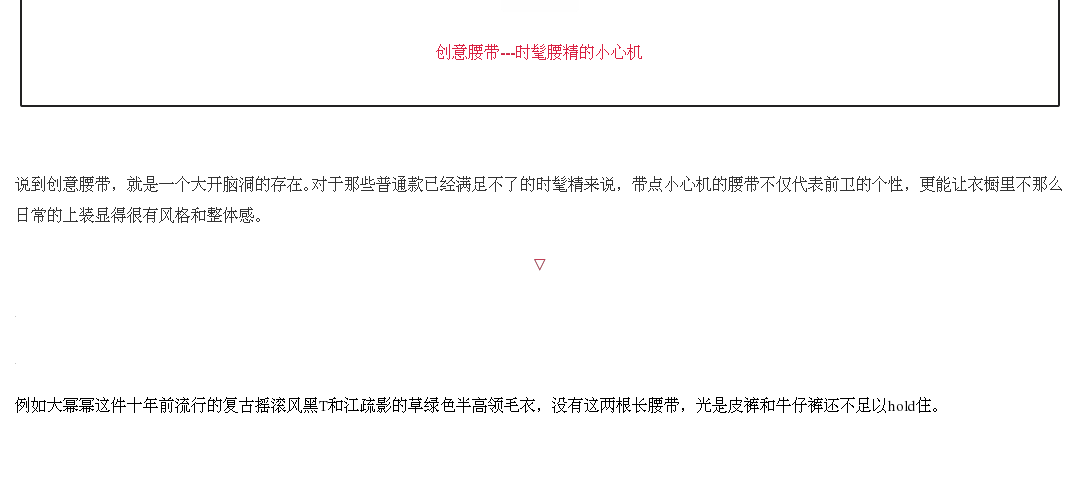 创意腰带---时髦腰精的小心机
说到创意腰带，就是一个大开脑洞的存在。对于那些普通款已经满足不了的时髦精来说，带点小心机的腰带不仅代表前卫的个性，更能让衣橱里不那么
日常的上装显得很有风格和整体感。
▽
例如大幂幂这件十年前流行的复古摇滚风黑T和江疏影的草绿色半高领毛衣，没有这两根长腰带，光是皮裤和牛仔裤还不足以hold住。